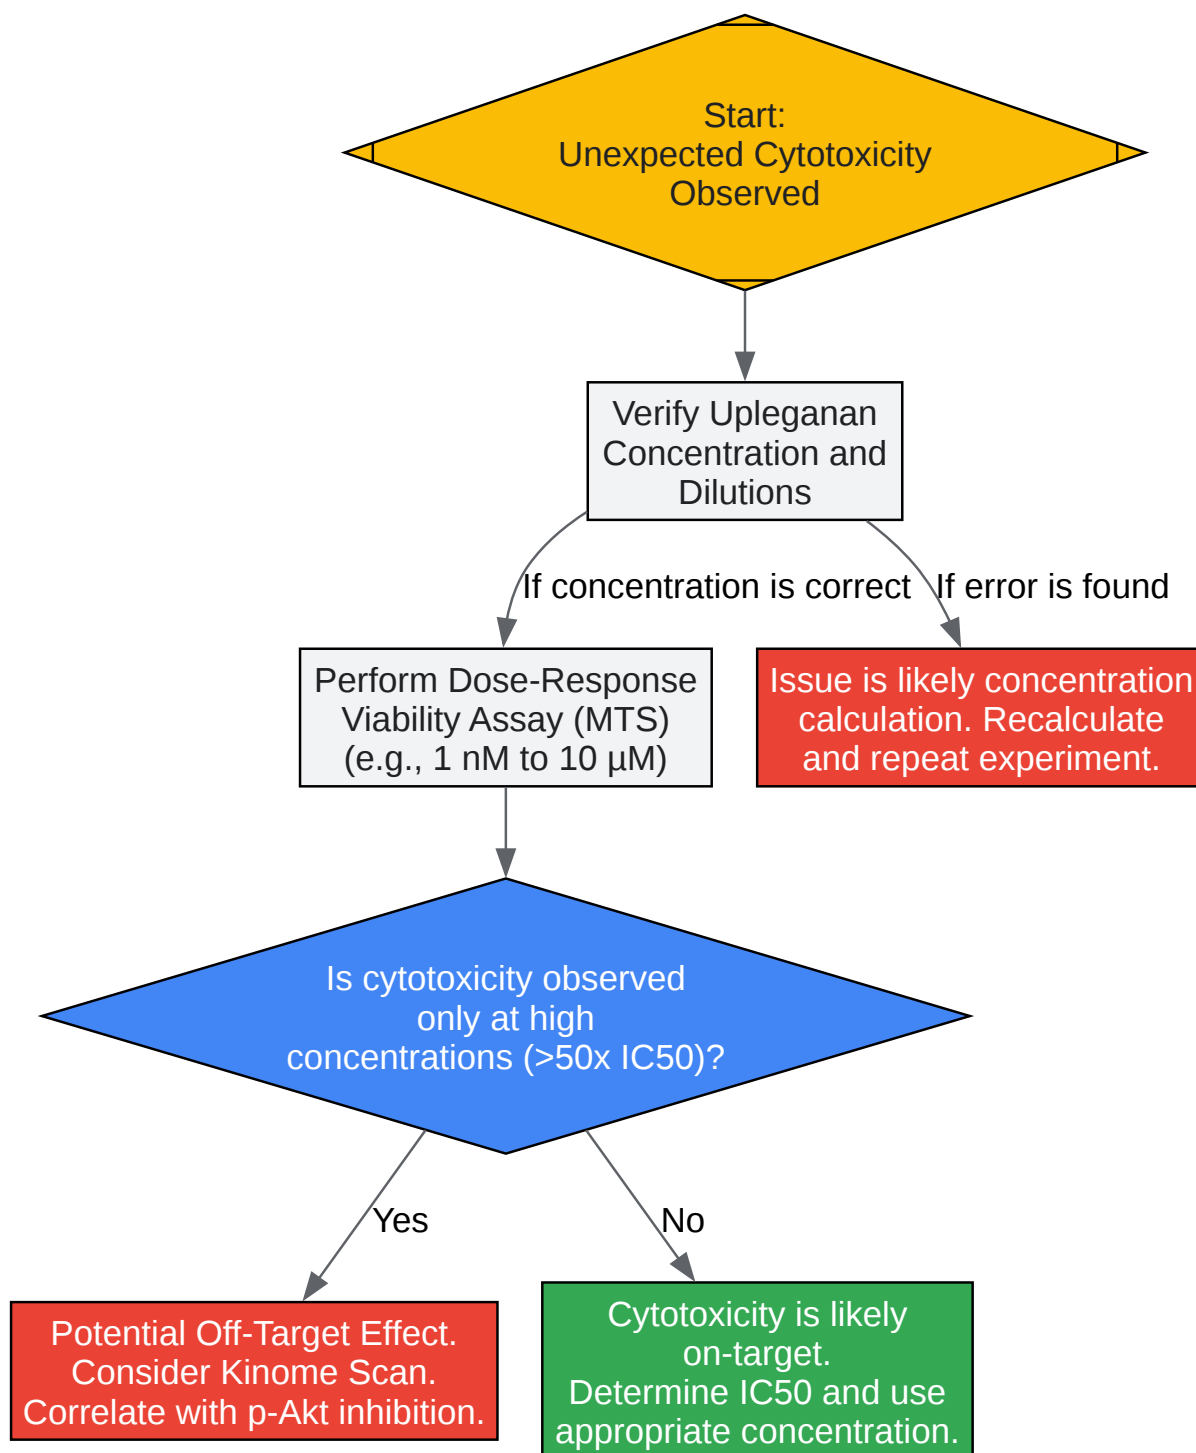 Start:
Unexpected Cytotoxicity
Observed
Verify Upleganan
Concentration and
Dilutions
If concentration is correct
If error is found
Perform Dose-Response
Viability Assay (MTS)
(e.g., 1 nM to 10 µM)
Issue is likely concentration
calculation. Recalculate
and repeat experiment.
Is cytotoxicity observed
only at high
concentrations (>50x IC50)?
Yes
No
Potential Off-Target Effect.
Consider Kinome Scan.
Correlate with p-Akt inhibition.
Cytotoxicity is likely
on-target.
Determine IC50 and use
appropriate concentration.